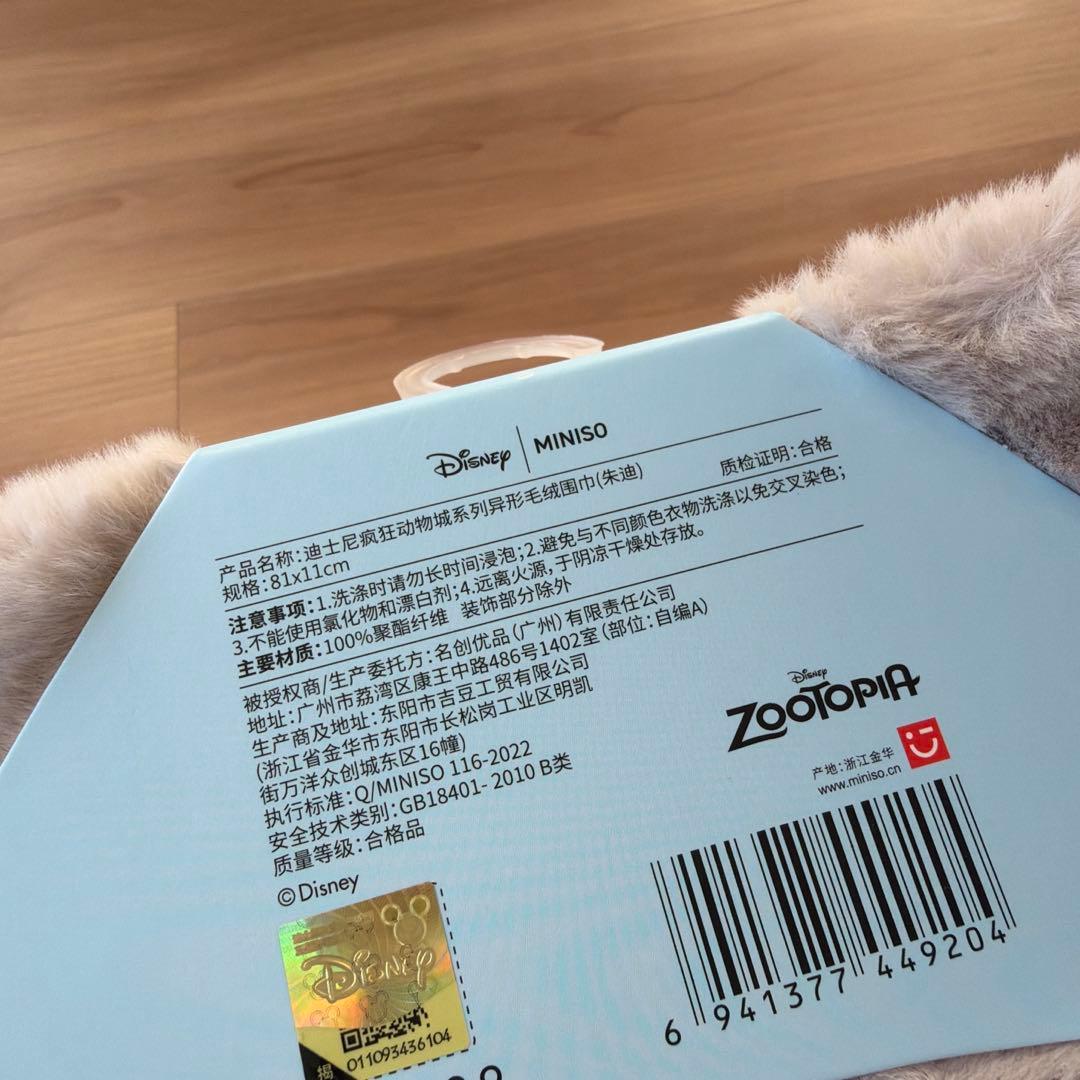 Disney | MINISO
产品名称:迪士尼疯狂动物城系列异形毛绒围巾(朱迪)
规格:81x11cm
质检证明:合格
注意事项:1.洗涤时请勿长时间浸泡;2.避免与不同颜色衣物洗涤以免交叉染色;
3.不能使用氯化物和漂白剂;4.远离火源,于阴凉干燥处存放。
主要材质:100%聚酯纤维 装饰部分除外
被授权商/生产委托方:名创优品(广州)有限责任公司
地址:广州市荔湾区康王中路486号1402室(部位:自编A)
生产商及地址:东阳市吉豆工贸有限公司
(浙江省金华市东阳市长松岗工业区明凯
街万洋众创城东区16幢)
执行标准:Q/MINISO 116-2022
安全技术类别:GB18401-2010 B类
质量等级:合格品
©Disney
Disney
ZOOTOPIA
产地:浙江金华
www.miniso.cn
6 941377 449204
Disney
011093436104
揭